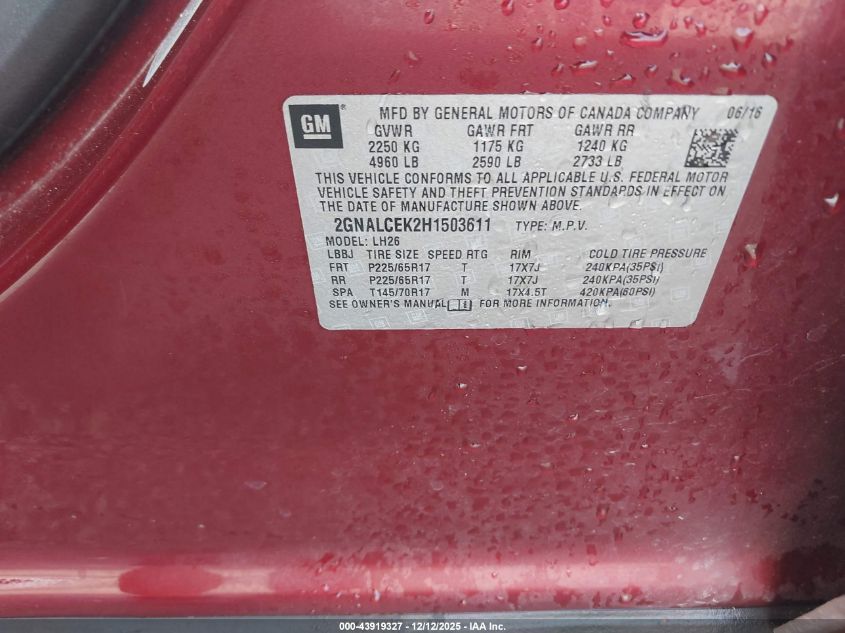 GM ® MFD BY GENERAL MOTORS OF CANADA COMPANY 06/16
GVWR GAWR FRT GAWR RR
2250 KG 1175 KG 1240 KG
4960 LB 2590 LB 2733 LB
THIS VEHICLE CONFORMS TO ALL APPLICABLE U.S. FEDERAL MOTOR
VEHICLE SAFETY AND THEFT PREVENTION STANDARDS IN EFFECT ON
THE DATE OF MANUFACTURE SHOWN ABOVE.
2GNALCEK2H1503611 TYPE: M.P.V.
MODEL: LH26
LBBJ TIRE SIZE SPEED RTG RIM COLD TIRE PRESSURE
FRT P225/65R17 T 17X7J 240KPA(35PSI)
RR P225/65R17 T 17X7J 240KPA(35PSI)
SPA T145/70R17 M 17X4.5T 420KPA(60PSI)
SEE OWNER'S MANUAL FOR MORE INFORMATION.
000-43919327 - 12/12/2025 - IAA Inc.